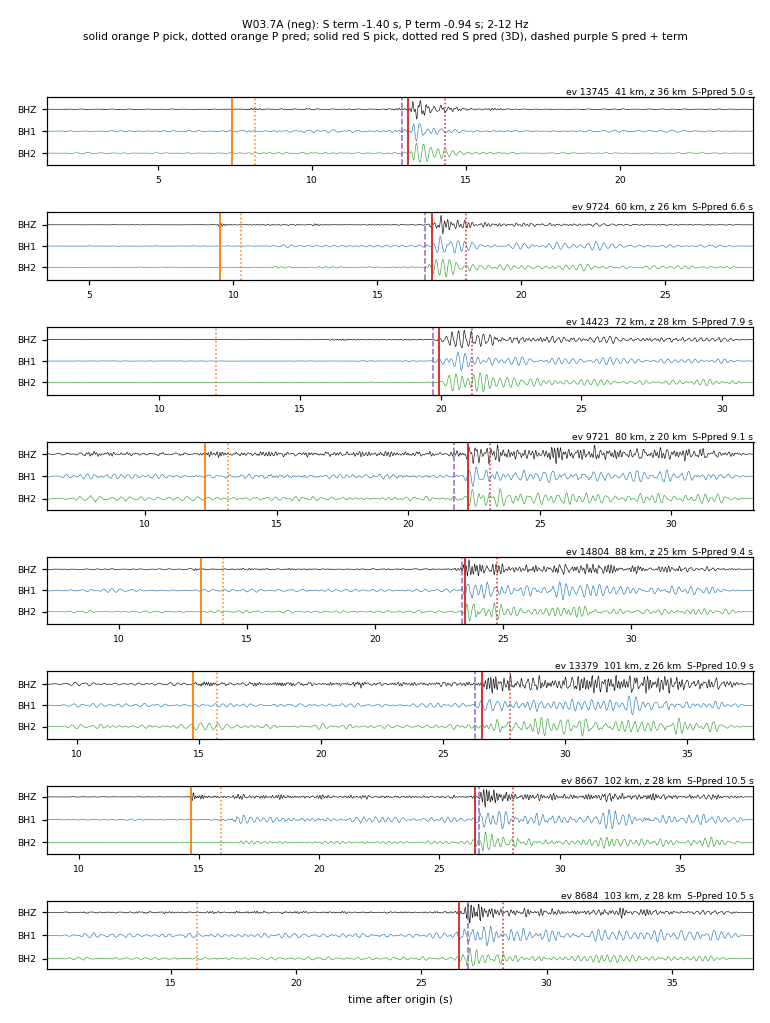 W03.7A (neg): S term -1.40 s, P term -0.94 s; 2-12 Hz
solid orange P pick, dotted orange P pred; solid red S pick, dotted red S pred (3D), dashed purple S pred + term
ev 13745 41 km, z 36 km S-Ppred 5.0 s
BHZ
BH1
BH2
5 10 15 20
ev 9724 60 km, z 26 km S-Ppred 6.6 s
BHZ
BH1
BH2
5 10 15 20 25
ev 14423 72 km, z 28 km S-Ppred 7.9 s
BHZ
BH1
BH2
10 15 20 25 30
ev 9721 80 km, z 20 km S-Ppred 9.1 s
BHZ
BH1
BH2
10 15 20 25 30
ev 14804 88 km, z 25 km S-Ppred 9.4 s
BHZ
BH1
BH2
10 15 20 25 30
ev 13379 101 km, z 26 km S-Ppred 10.9 s
BHZ
BH1
BH2
10 15 20 25 30 35
ev 8667 102 km, z 28 km S-Ppred 10.5 s
BHZ
BH1
BH2
10 15 20 25 30 35
ev 8684 103 km, z 28 km S-Ppred 10.5 s
BHZ
BH1
BH2
15 20 25 30 35
time after origin (s)